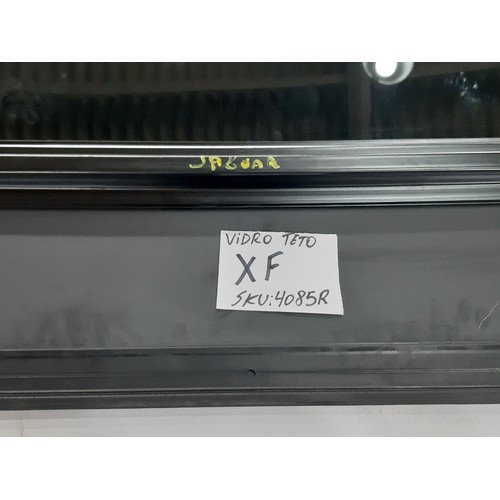 JAGUAR
VIDRO TETO
XF
SKU:4085R